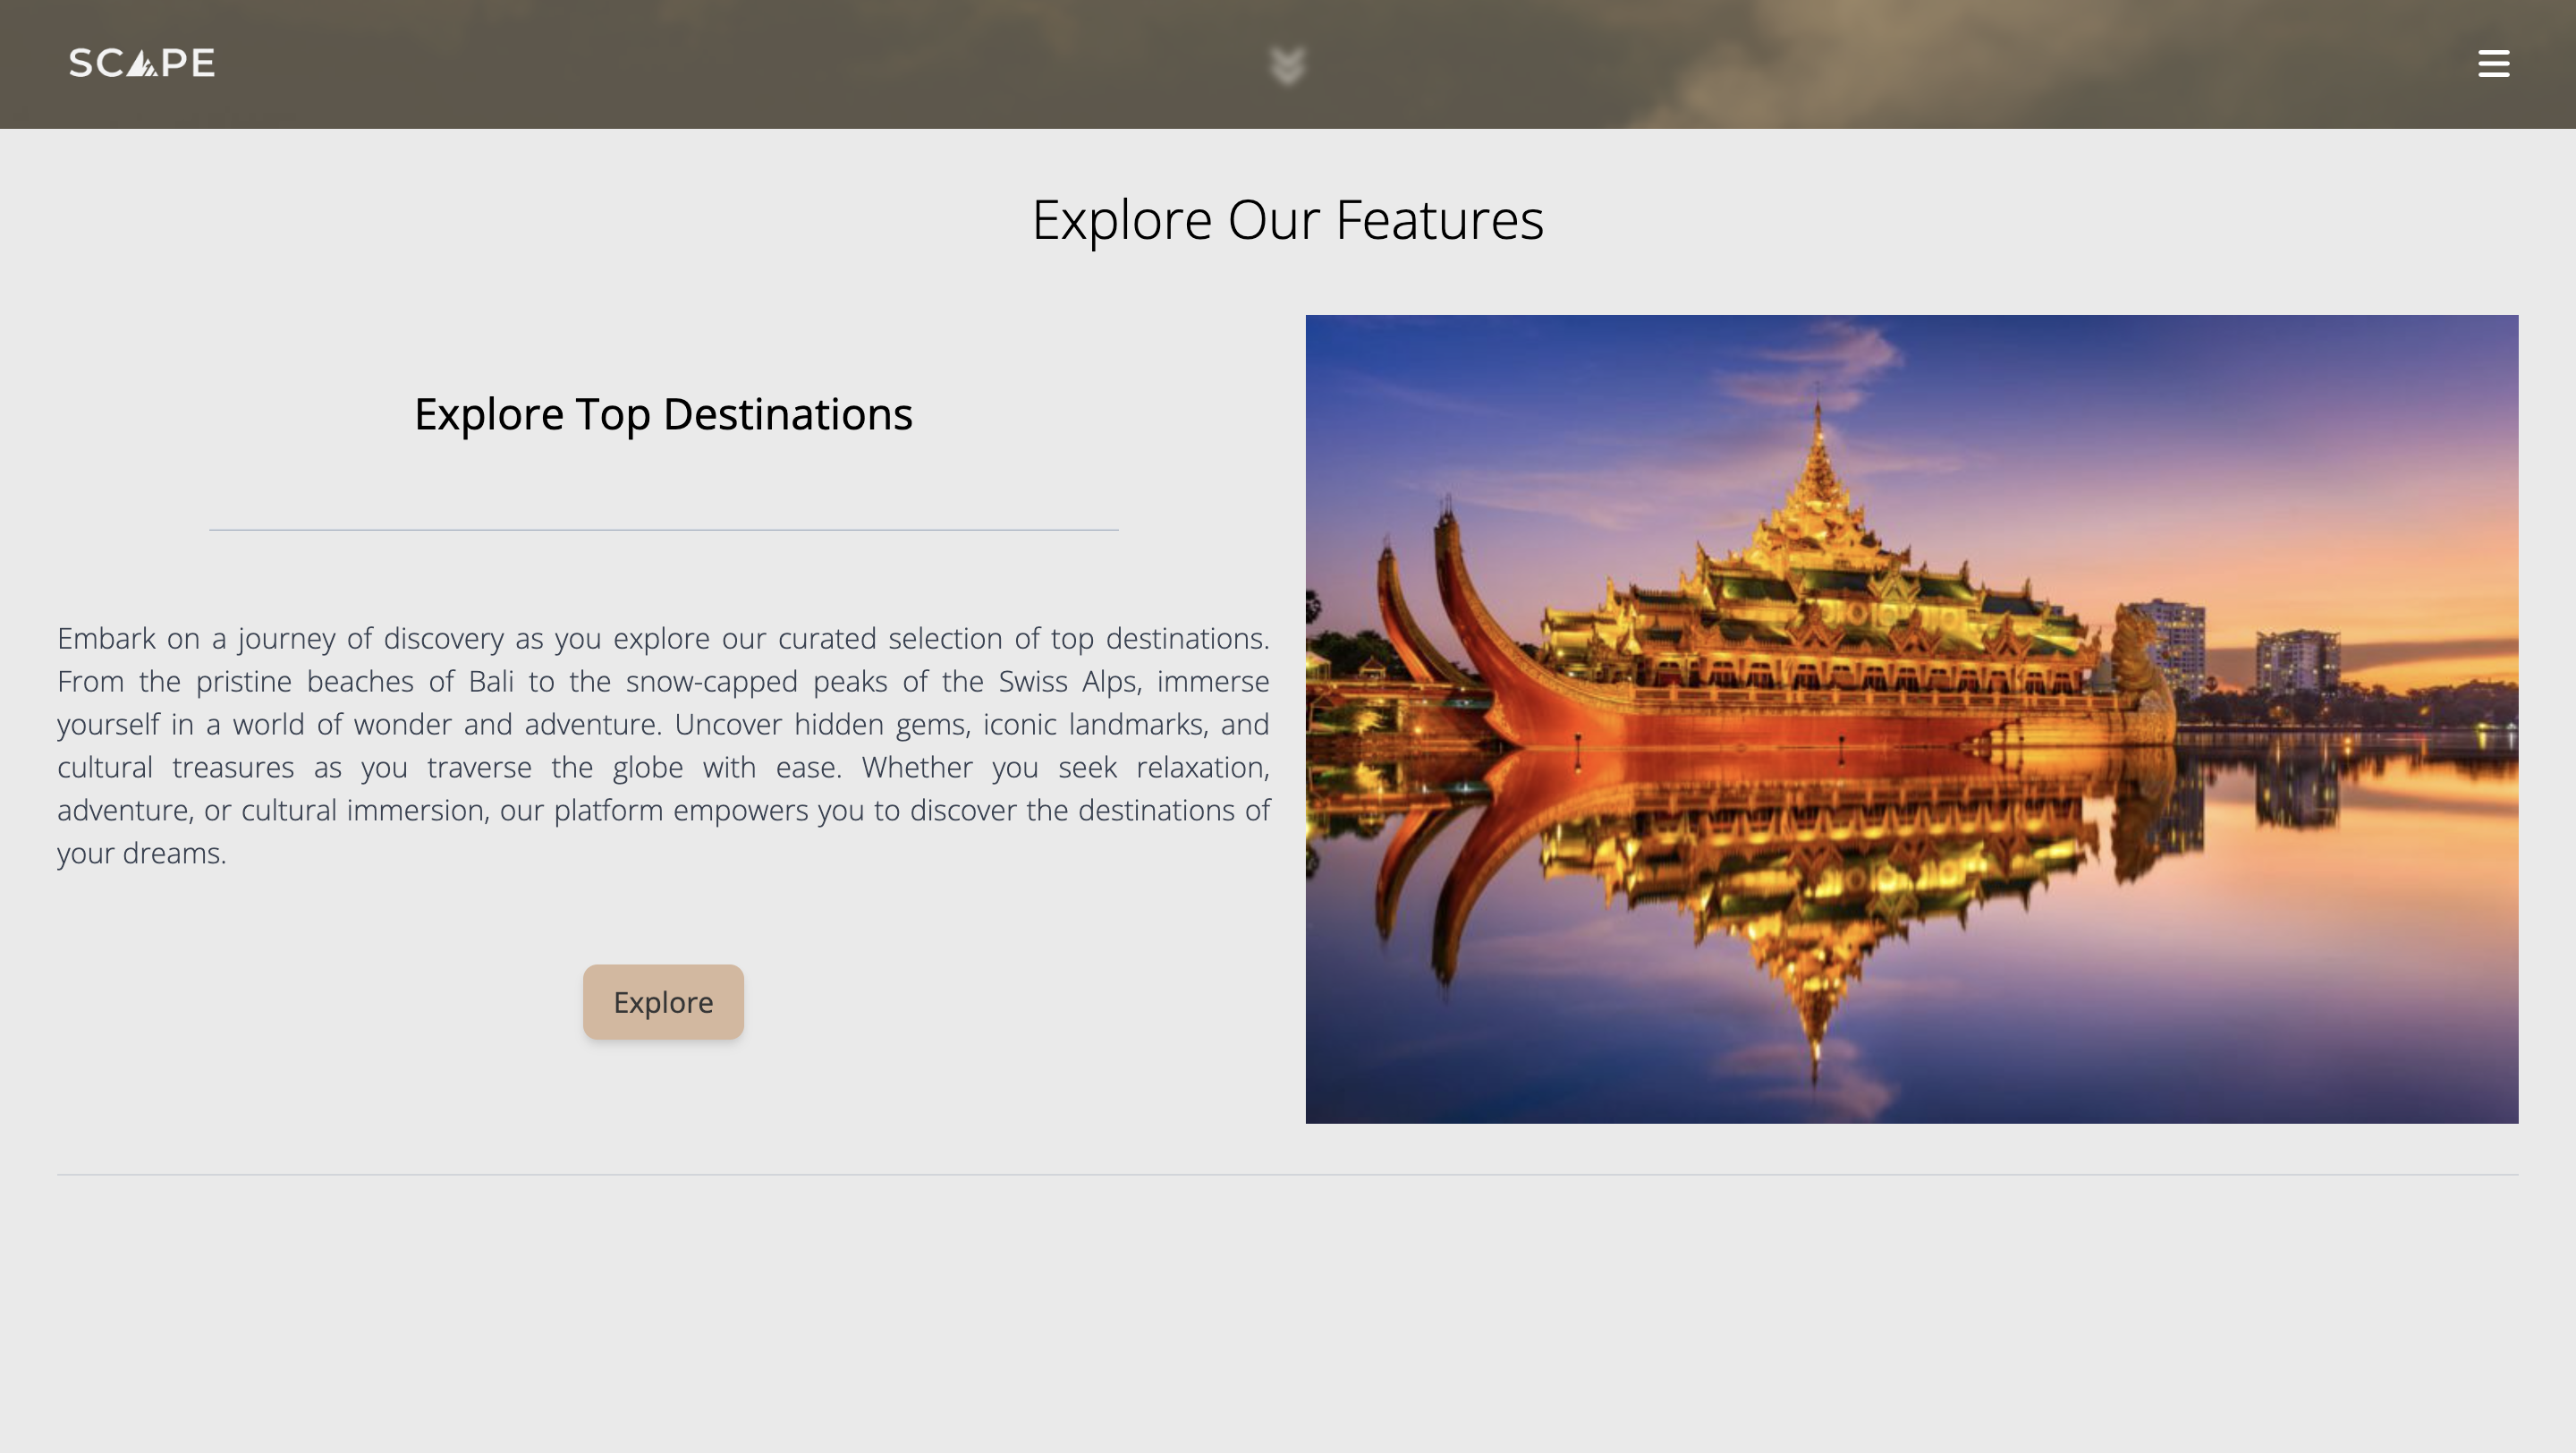 SCAPE
Explore Our Features
Explore Top Destinations
Embark on a journey of discovery as you explore our curated selection of top destinations.
From the pristine beaches of Bali to the snow-capped peaks of the Swiss Alps, immerse
yourself in a world of wonder and adventure. Uncover hidden gems, iconic landmarks, and
cultural treasures as you traverse the globe with ease. Whether you seek relaxation,
adventure, or cultural immersion, our platform empowers you to discover the destinations of
your dreams.
Explore